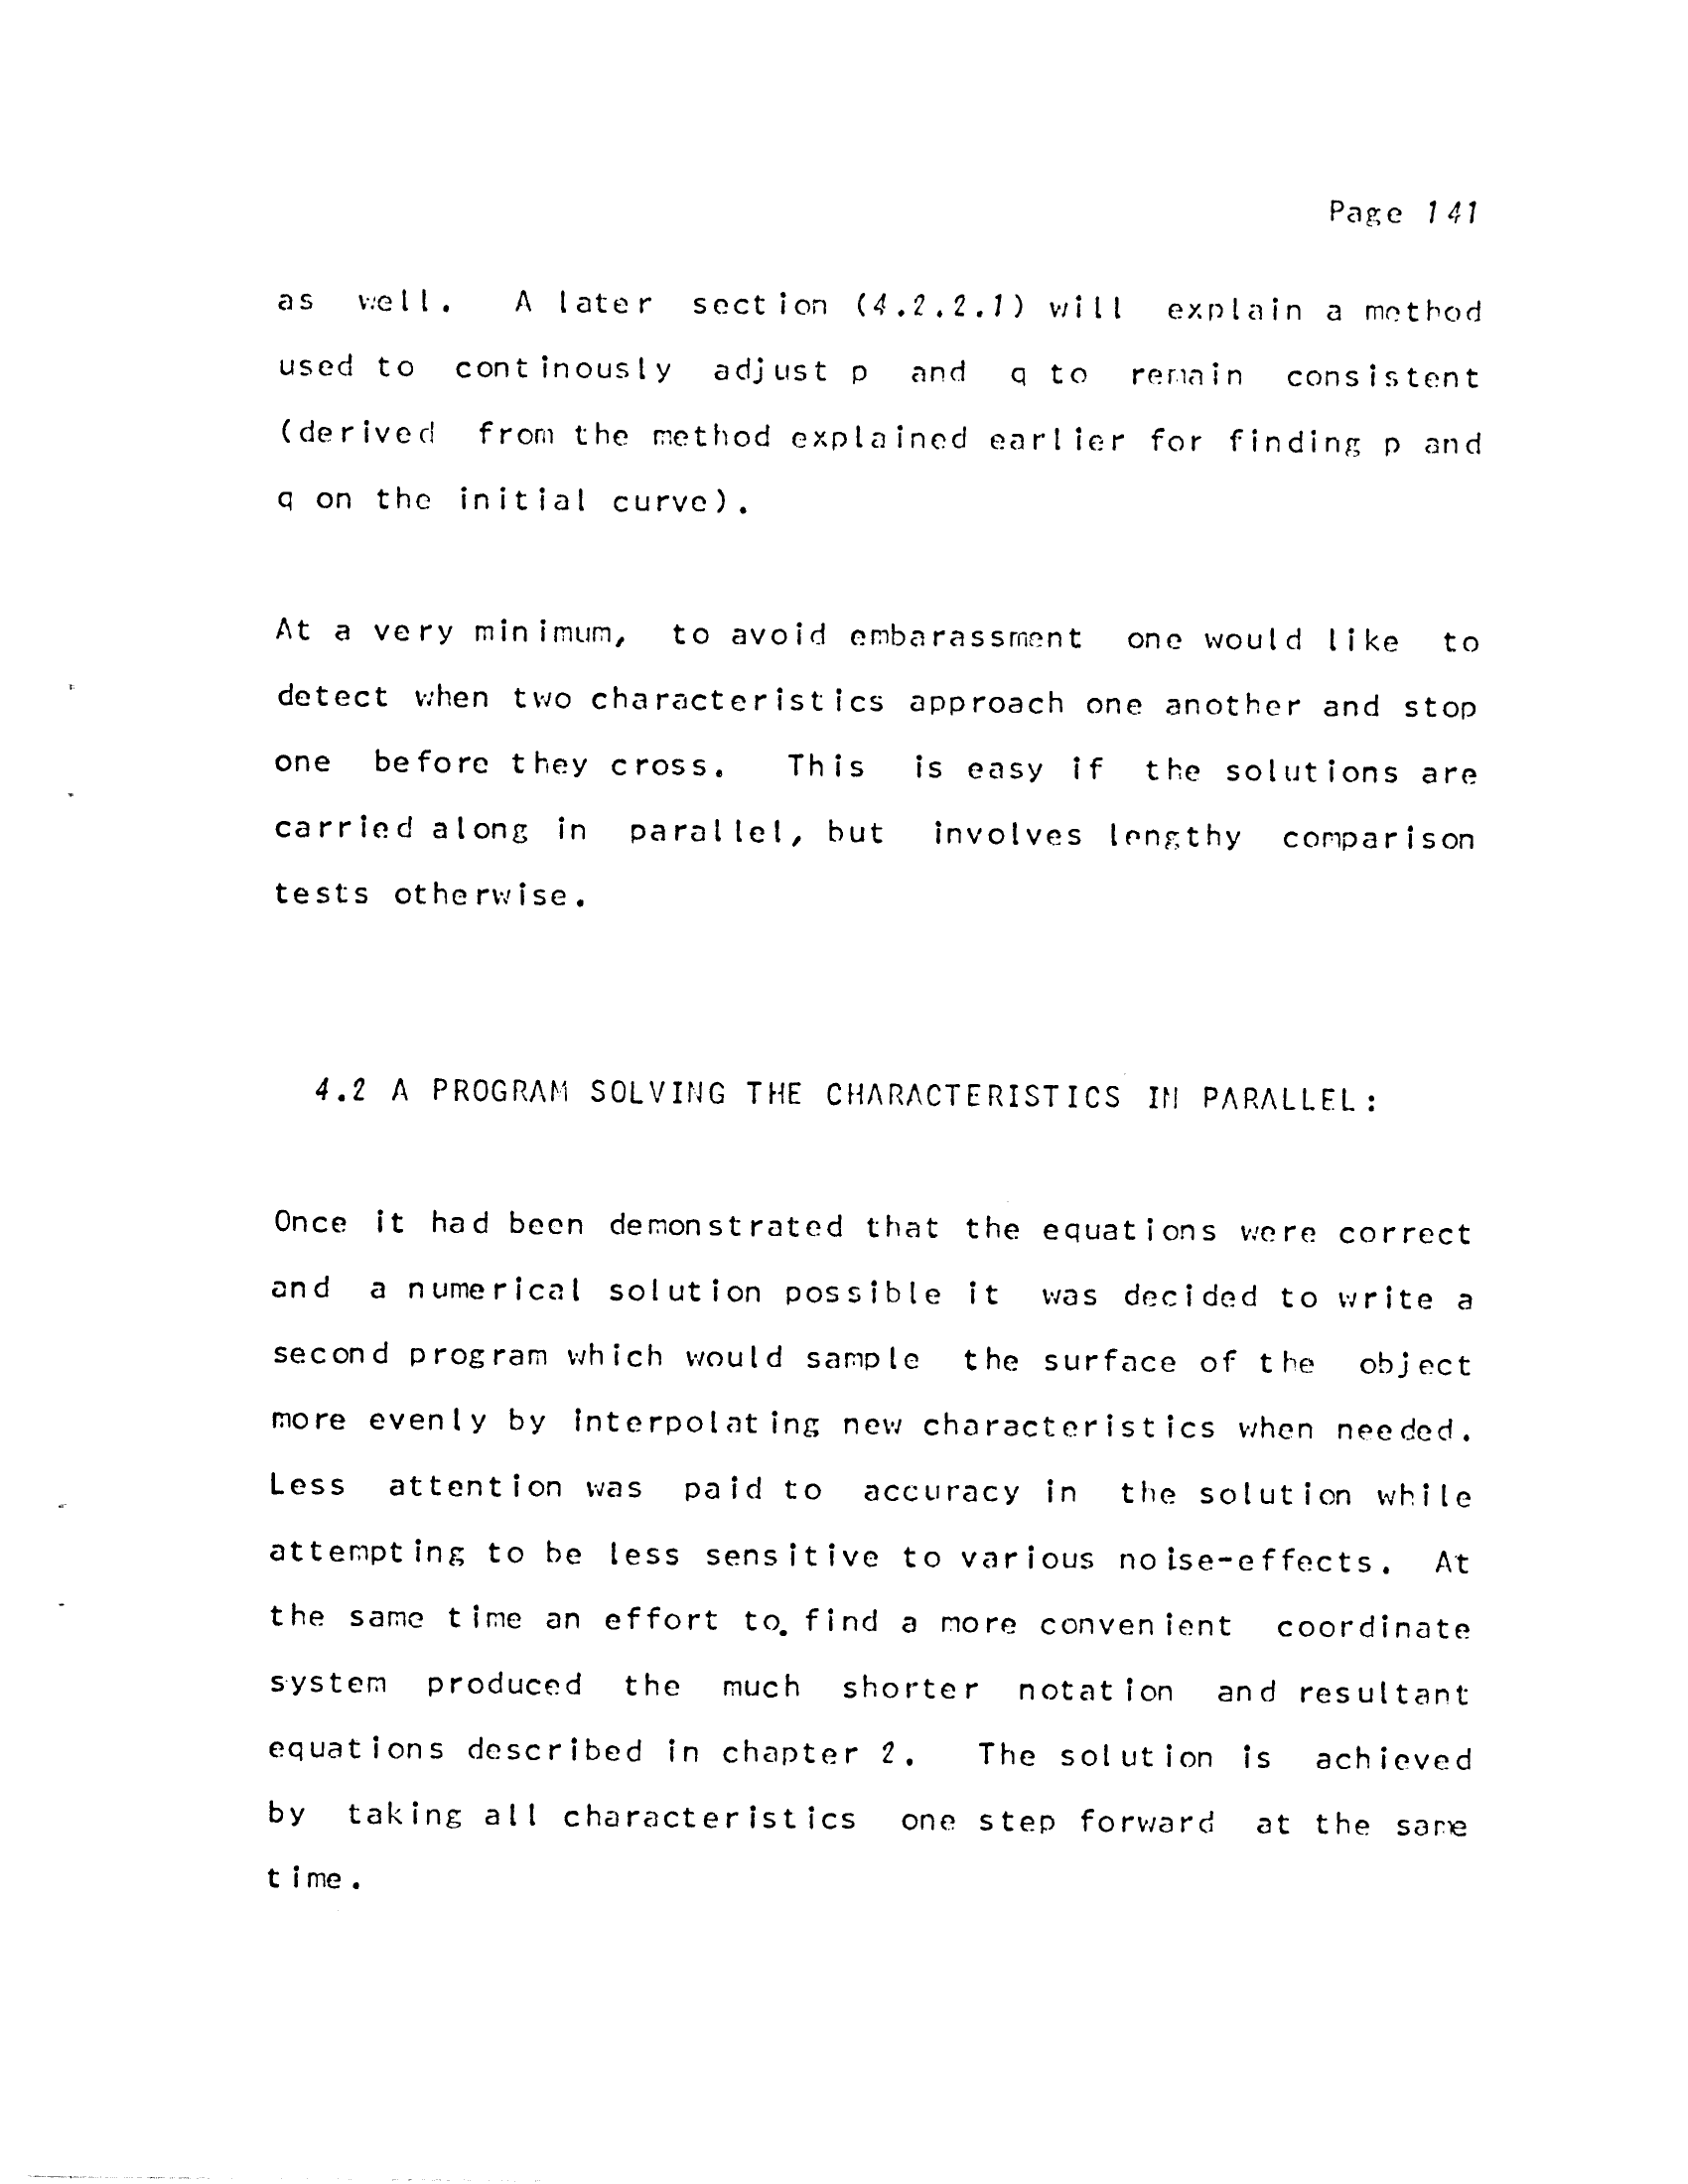 Page 141
as well. A later section (4.2.2.1) will explain a method
used to continously adjust p and q to remain consistent
(derived from the method explained earlier for finding p and
q on the initial curve).
At a very minimum, to avoid embarassment one would like to
detect when two characteristics approach one another and stop
one before they cross. This is easy if the solutions are
carried along in parallel, but involves lengthy comparison
tests otherwise.
4.2 A PROGRAM SOLVING THE CHARACTERISTICS IN PARALLEL:
Once it had been demonstrated that the equations were correct
and a numerical solution possible it was decided to write a
second program which would sample the surface of the object
more evenly by interpolating new characteristics when needed.
Less attention was paid to accuracy in the solution while
attempting to be less sensitive to various noise-effects. At
the same time an effort to. find a more convenient coordinate
system produced the much shorter notation and resultant
equations described in chapter 2. The solution is achieved
by taking all characteristics one step forward at the same
time.